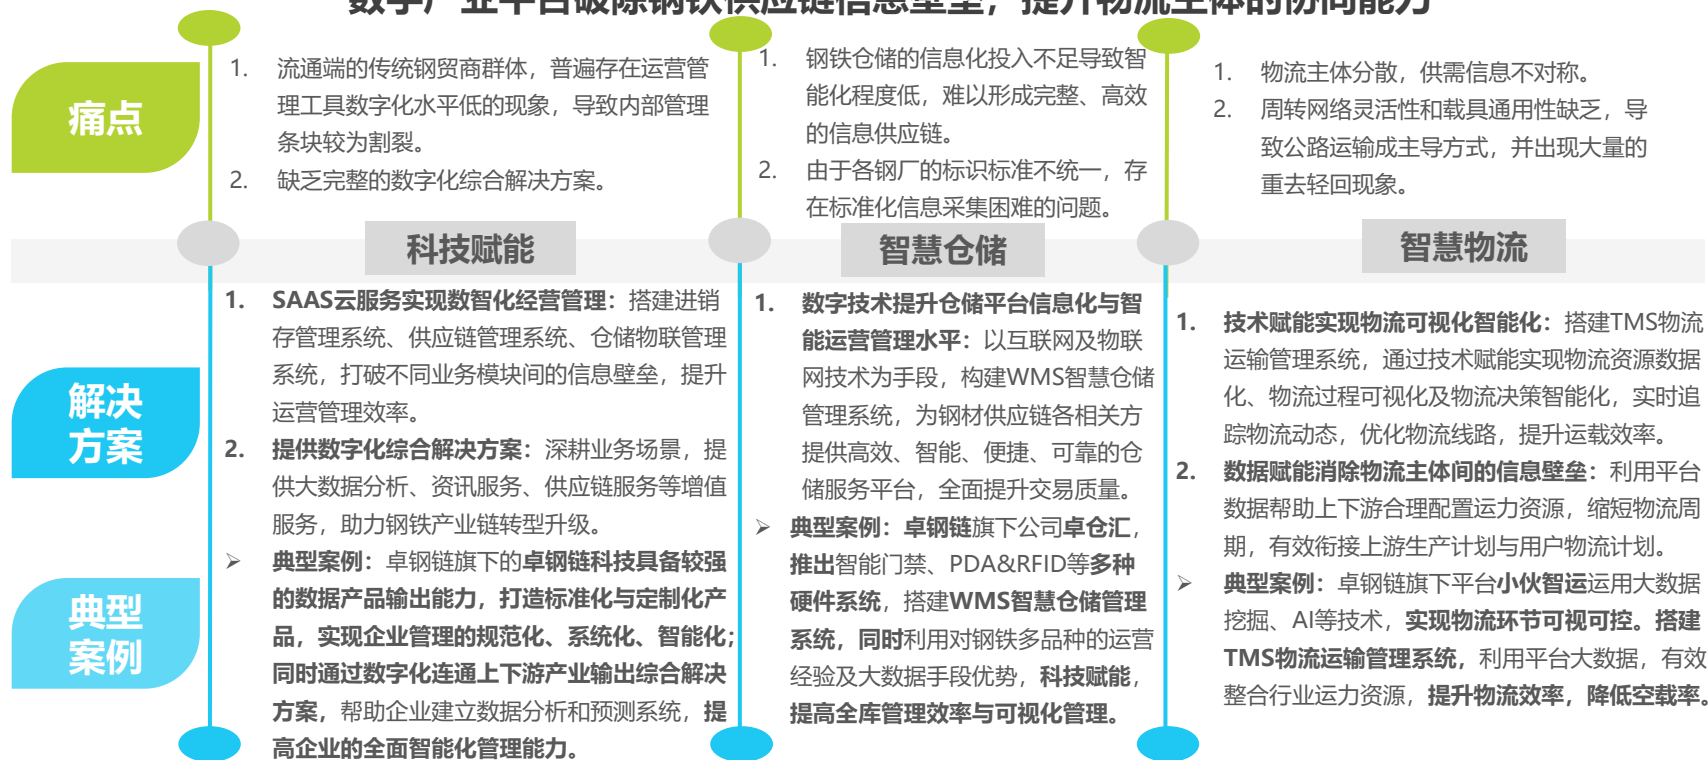 数字产业平台破除钢铁供应链信息壁垒，提升物流主体的协同能力
痛点
1. 流通端的传统钢贸商群体，普遍存在运营管
理工具数字化水平低的现象，导致内部管理
条块较为割裂。
2. 缺乏完整的数字化综合解决方案。
1. 钢铁仓储的信息化投入不足导致智
能化程度低，难以形成完整、高效
的信息供应链。
2. 由于各钢厂的标识标准不统一，存
在标准化信息采集困难的问题。
1. 物流主体分散，供需信息不对称。
2. 周转网络灵活性和载具通用性缺乏，导
致公路运输成主导方式，并出现大量的
重去轻回现象。
科技赋能
智慧仓储
智慧物流
解决
方案
1. SAAS云服务实现数智化经营管理：搭建进销
存管理系统、供应链管理系统、仓储物联管理
系统，打破不同业务模块间的信息壁垒，提升
运营管理效率。
2. 提供数字化综合解决方案：深耕业务场景，提
供大数据分析、资讯服务、供应链服务等增值
服务，助力钢铁产业链转型升级。
1. 数字技术提升仓储平台信息化与智
能运营管理水平：以互联网及物联
网技术为手段，构建WMS智慧仓储
管理系统，为钢材供应链各相关方
提供高效、智能、便捷、可靠的仓
储服务平台，全面提升交易质量。
1. 技术赋能实现物流可视化智能化：搭建TMS物流
运输管理系统，通过技术赋能实现物流资源数据
化、物流过程可视化及物流决策智能化，实时追
踪物流动态，优化物流线路，提升运载效率。
2. 数据赋能消除物流主体间的信息壁垒：利用平台
数据帮助上下游合理配置运力资源，缩短物流周
期，有效衔接上游生产计划与用户物流计划。
典型
案例
➢ 典型案例：卓钢链旗下的卓钢链科技具备较强
的数据产品输出能力，打造标准化与定制化产
品，实现企业管理的规范化、系统化、智能化；
同时通过数字化连通上下游产业输出综合解决
方案，帮助企业建立数据分析和预测系统，提
高企业的全面智能化管理能力。
➢ 典型案例：卓钢链旗下公司卓仓汇，
推出智能门禁、PDA&RFID等多种
硬件系统，搭建WMS智慧仓储管理
系统，同时利用对钢铁多品种的运营
经验及大数据手段优势，科技赋能，
提高全库管理效率与可视化管理。
➢ 典型案例：卓钢链旗下平台小伙智运运用大数据
挖掘、AI等技术，实现物流环节可视可控。搭建
TMS物流运输管理系统，利用平台大数据，有效
整合行业运力资源，提升物流效率，降低空载率。